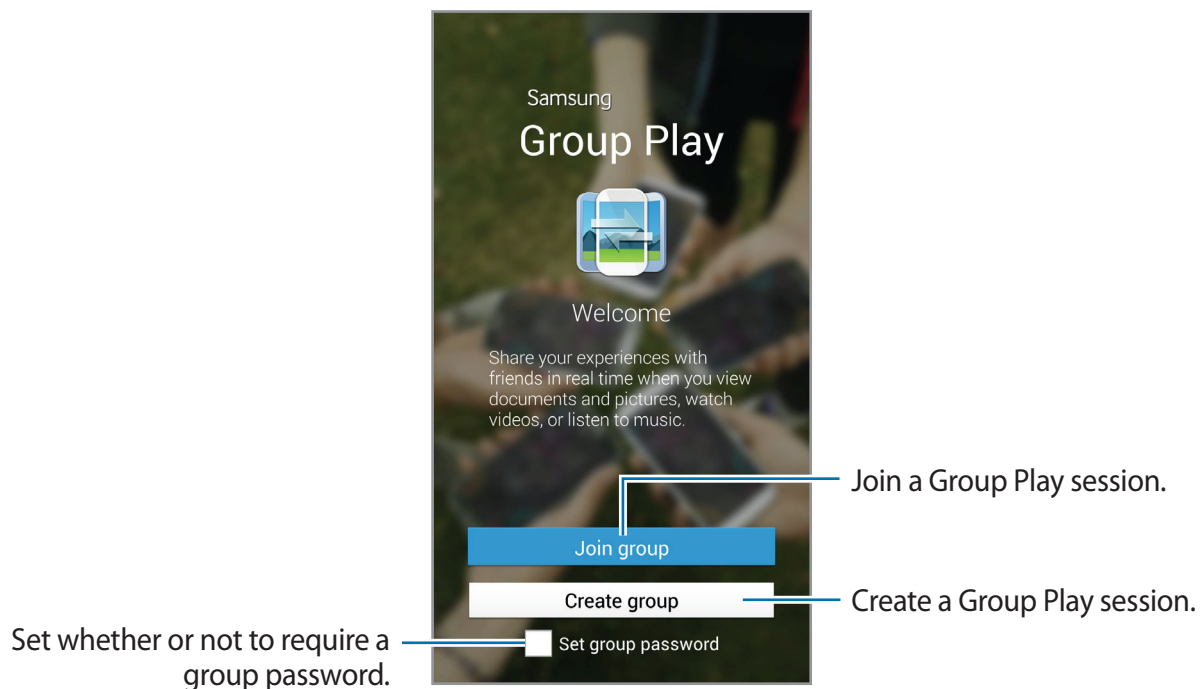 Samsung
Group Play
Welcome
Share your experiences with
friends in real time when you view
documents and pictures, watch
videos, or listen to music.
Join a Group Play session.
Join group
Create group
Create a Group Play session.
Set whether or not to require a
group password.
Set group password